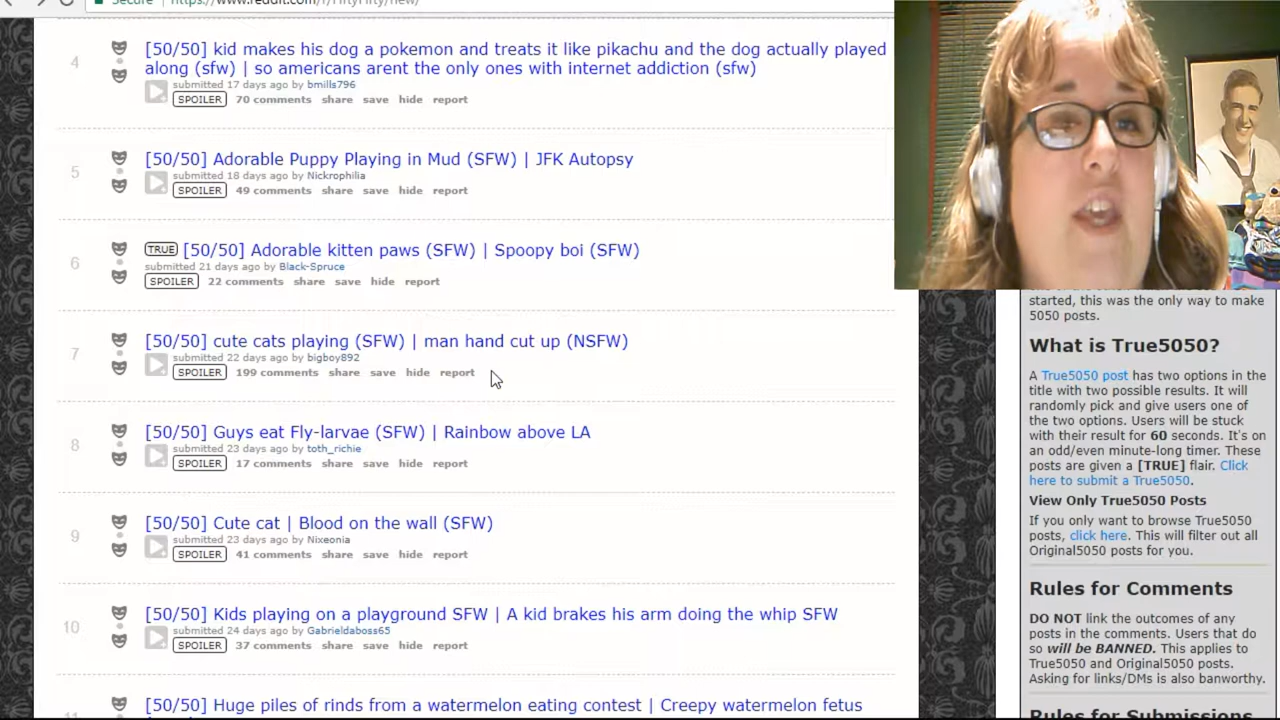 Secure https://www.reddit.com/r/FiftyFifty/new/
4
[50/50] kid makes his dog a pokemon and treats it like pikachu and the dog actually played
along (sfw) | so americans arent the only ones with internet addiction (sfw)
submitted 17 days ago by bmills796
SPOILER 70 comments share save hide report
5
[50/50] Adorable Puppy Playing in Mud (SFW) | JFK Autopsy
submitted 18 days ago by Nickrophilia
SPOILER 49 comments share save hide report
6
TRUE [50/50] Adorable kitten paws (SFW) | Spoopy boi (SFW)
submitted 21 days ago by Black-Spruce
SPOILER 22 comments share save hide report
7
[50/50] cute cats playing (SFW) | man hand cut up (NSFW)
submitted 22 days ago by bigboy892
SPOILER 199 comments share save hide report
8
[50/50] Guys eat Fly-larvae (SFW) | Rainbow above LA
submitted 23 days ago by toth_richie
SPOILER 17 comments share save hide report
9
[50/50] Cute cat | Blood on the wall (SFW)
submitted 23 days ago by Nixeonia
SPOILER 41 comments share save hide report
10
[50/50] Kids playing on a playground SFW | A kid brakes his arm doing the whip SFW
submitted 24 days ago by Gabrieldaboss65
SPOILER 37 comments share save hide report
11
[50/50] Huge piles of rinds from a watermelon eating contest | Creepy watermelon fetus
started, this was the only way to make
5050 posts.
What is True5050?
A True5050 post has two options in the
title with two possible results. It will
randomly pick and give users one of
the two options. Users will be stuck
with their result for 60 seconds. It's on
an odd/even minute-long timer. These
posts are given a [TRUE] flair. Click
here to submit a True5050.
View Only True5050 Posts
If you only want to browse True5050
posts, click here. This will filter out all
Original5050 posts for you.
Rules for Comments
DO NOT link the outcomes of any
posts in the comments. Users that do
so will be BANNED. This applies to
True5050 and Original5050 posts.
Asking for links/DMs is also banworthy.
Rules for Submissions